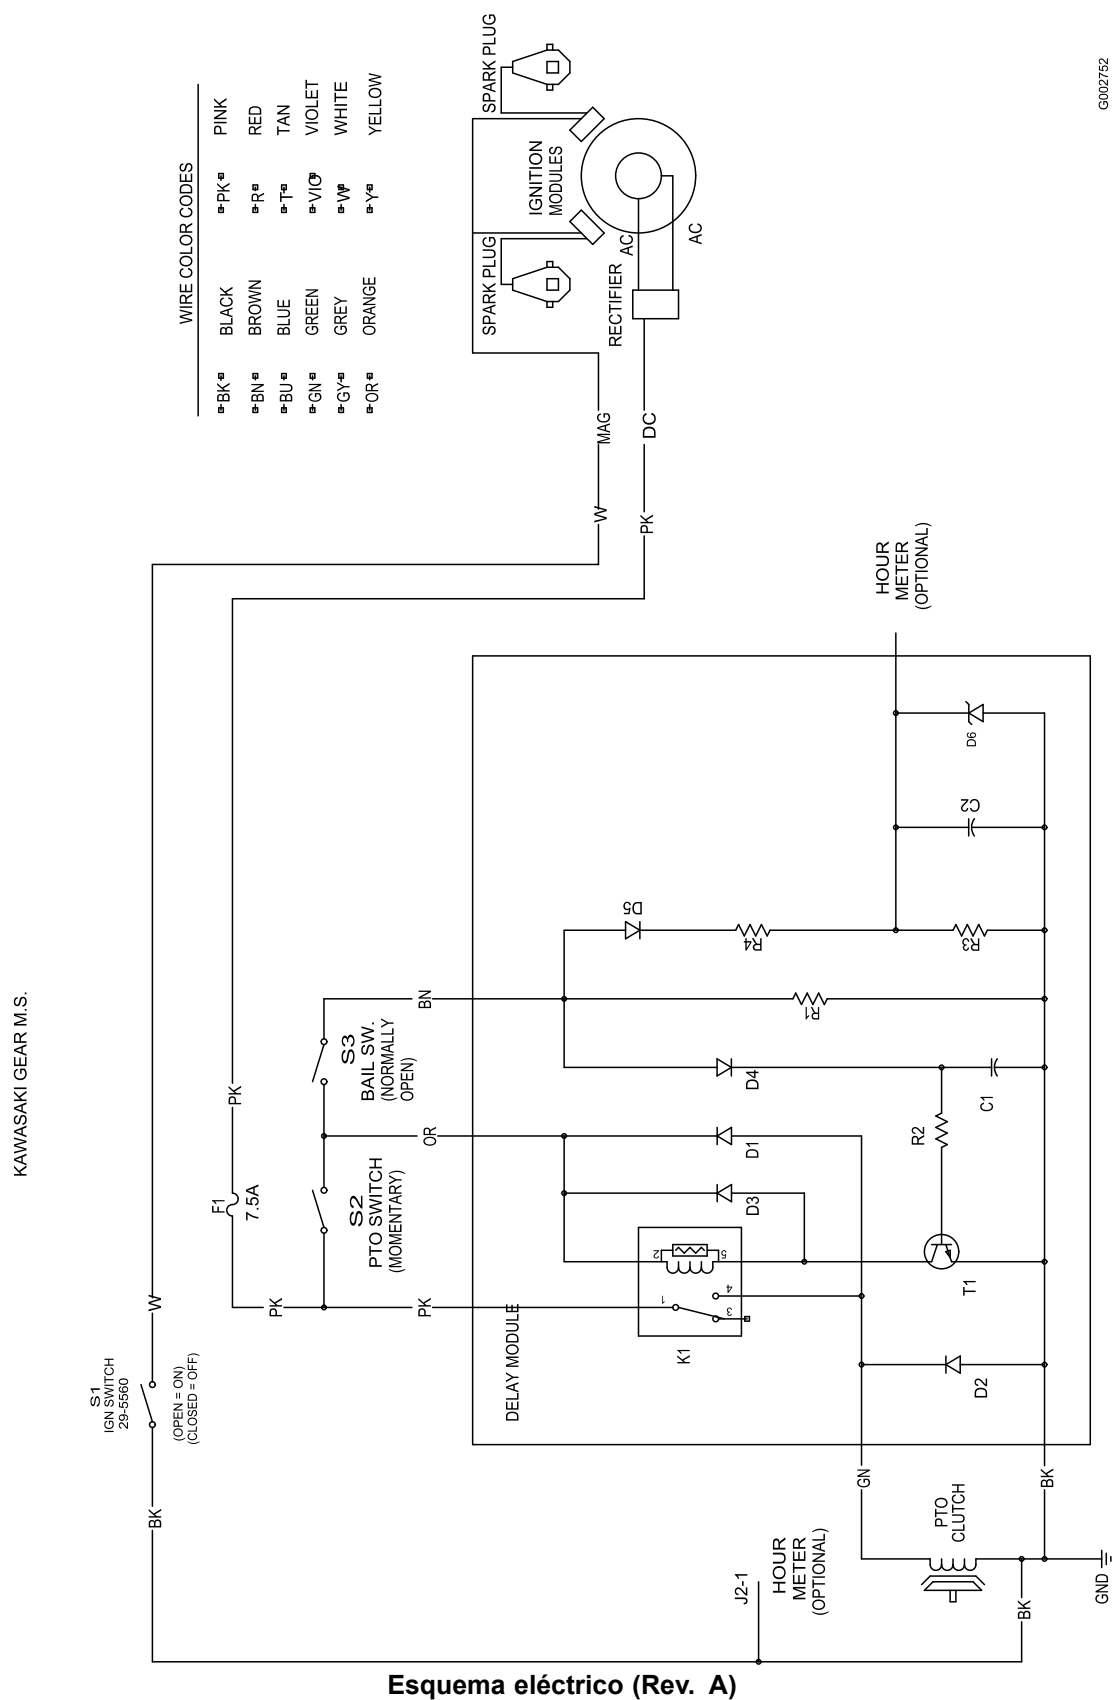 KAWASAKI GEAR M.S.
G002752
WIRE COLOR CODES
BK BLACK
BN BROWN
BU BLUE
GN GREEN
GY GREY
OR ORANGE
PK PINK
R RED
T TAN
VIO VIOLET
W WHITE
Y YELLOW
SPARK PLUG
SPARK PLUG
IGNITION
MODULES
AC
AC
RECTIFIER
MAG
DC
W
PK
HOUR
METER
(OPTIONAL)
PK
F1
7.5A
W
S1
IGN SWITCH
29-5560
(OPEN = ON)
(CLOSED = OFF)
BK
PK
PK
S2
PTO SWITCH
(MOMENTARY)
S3
BAIL SW.
(NORMALLY
OPEN)
OR
BN
DELAY MODULE
K1
1
2
3
4
5
D3
D1
D4
R1
D5
R4
R3
C2
D6
C1
R2
T1
D2
GN
BK
PTO
CLUTCH
BK
GND
J2-1
HOUR
METER
(OPTIONAL)
Esquema eléctrico (Rev. A)